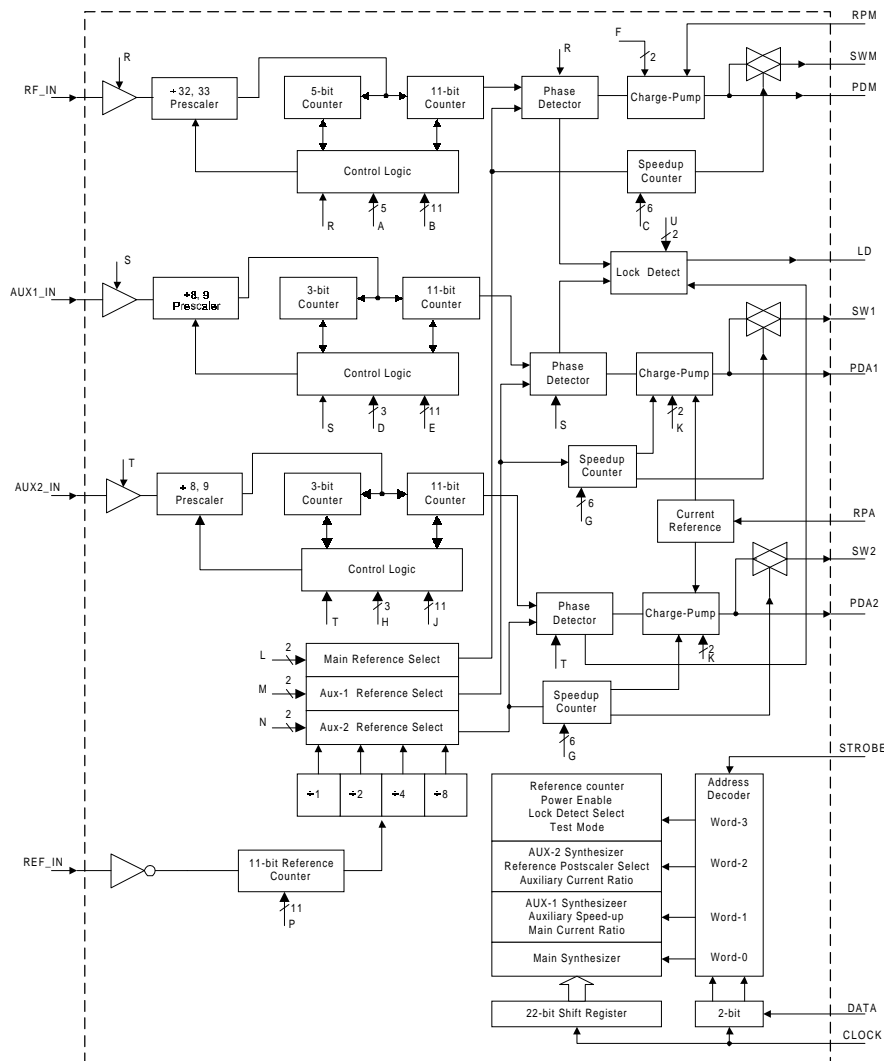 RPM
R
R
F
2
SWM
RF_IN
÷32, 33
Prescaler
5-bit
Counter
11-bit
Counter
Phase
Detector
Charge-Pump
PDM
Control Logic
Speedup
Counter
R
5
A
11
B
6
C
U
2
S
LD
Lock Detect
AUX1_IN
÷8, 9
Prescaler
3-bit
Counter
11-bit
Counter
SW1
Control Logic
Phase
Detector
Charge-Pump
PDA1
S
3
D
11
E
S
2
K
T
Speedup
Counter
AUX2_IN
÷ 8, 9
Prescaler
3-bit
Counter
11-bit
Counter
6
G
Current
Reference
RPA
SW2
Control Logic
Phase
Detector
Charge-Pump
PDA2
T
3
H
11
J
T
2
K
L
2
Main Reference Select
M
2
Aux-1 Reference Select
N
2
Aux-2 Reference Select
Speedup
Counter
6
G
STROBE
÷1
÷2
÷4
÷8
Reference counter
Power Enable
Lock Detect Select
Test Mode
Address
Decoder
Word-3
REF_IN
11-bit Reference
Counter
AUX-2 Synthesizer
Reference Postscaler Select
Auxiliary Current Ratio
Word-2
11
P
AUX-1 Synthesizeer
Auxiliary Speed-up
Main Current Ratio
Word-1
Main Synthesizer
Word-0
22-bit Shift Register
2-bit
DATA
CLOCK